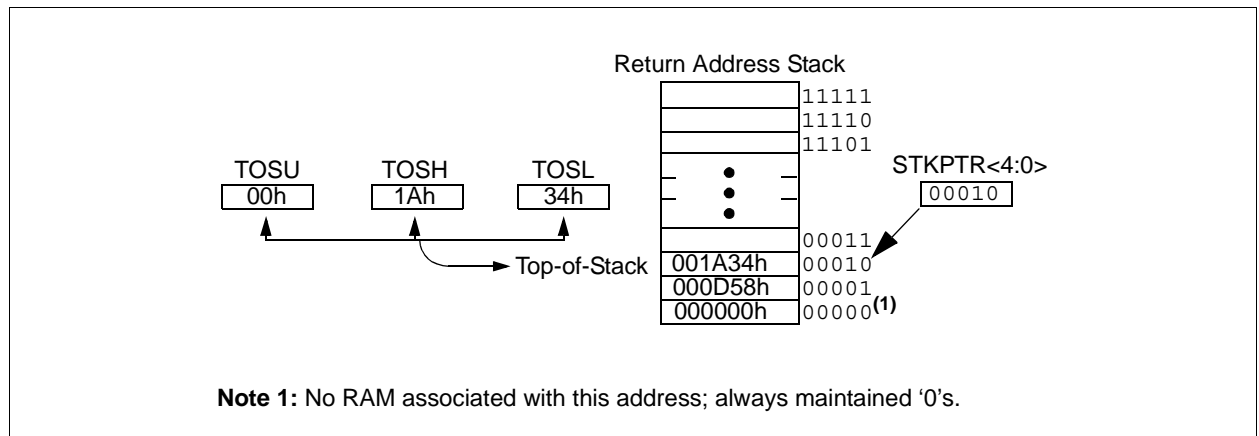 Return Address Stack
11111
11110
11101
TOSU TOSH TOSL
00h 1Ah 34h
STKPTR<4:0>
00010
00011
Top-of-Stack 001A34h 00010
000D58h 00001
000000h 00000(1)
Note 1: No RAM associated with this address; always maintained ‘0’s.